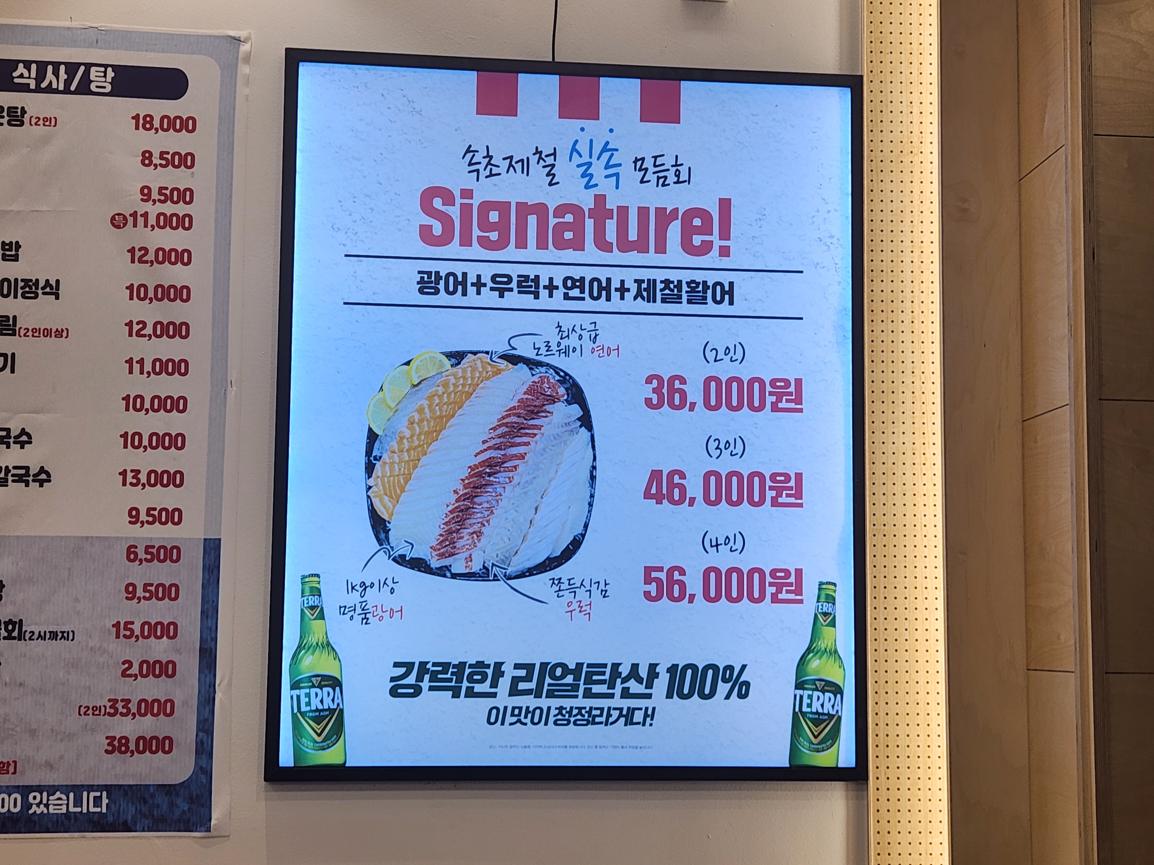 식사/탕
탕(2인) 18,000
8,500
9,500
특 11,000
밥 12,000
이정식 10,000
림(2인이상) 12,000
기 11,000
10,000
국수 10,000
칼국수 13,000
9,500
6,500
9,500
회(2시까지) 15,000
2,000
(2인)33,000
38,000
함]
00 있습니다
속초제철 실속 모듬회
Signature!
광어+우럭+연어+제철활어
최상급
노르웨이 연어
(2인)
36,000원
(3인)
46,000원
(4인)
56,000원
1kg이상
명품광어
쫀득식감
우럭
TERRA
TERRA
FROM AGM
TERRA
TERRA
FROM AGM
강력한 리얼탄산 100%
이 맛이 청정라거다!